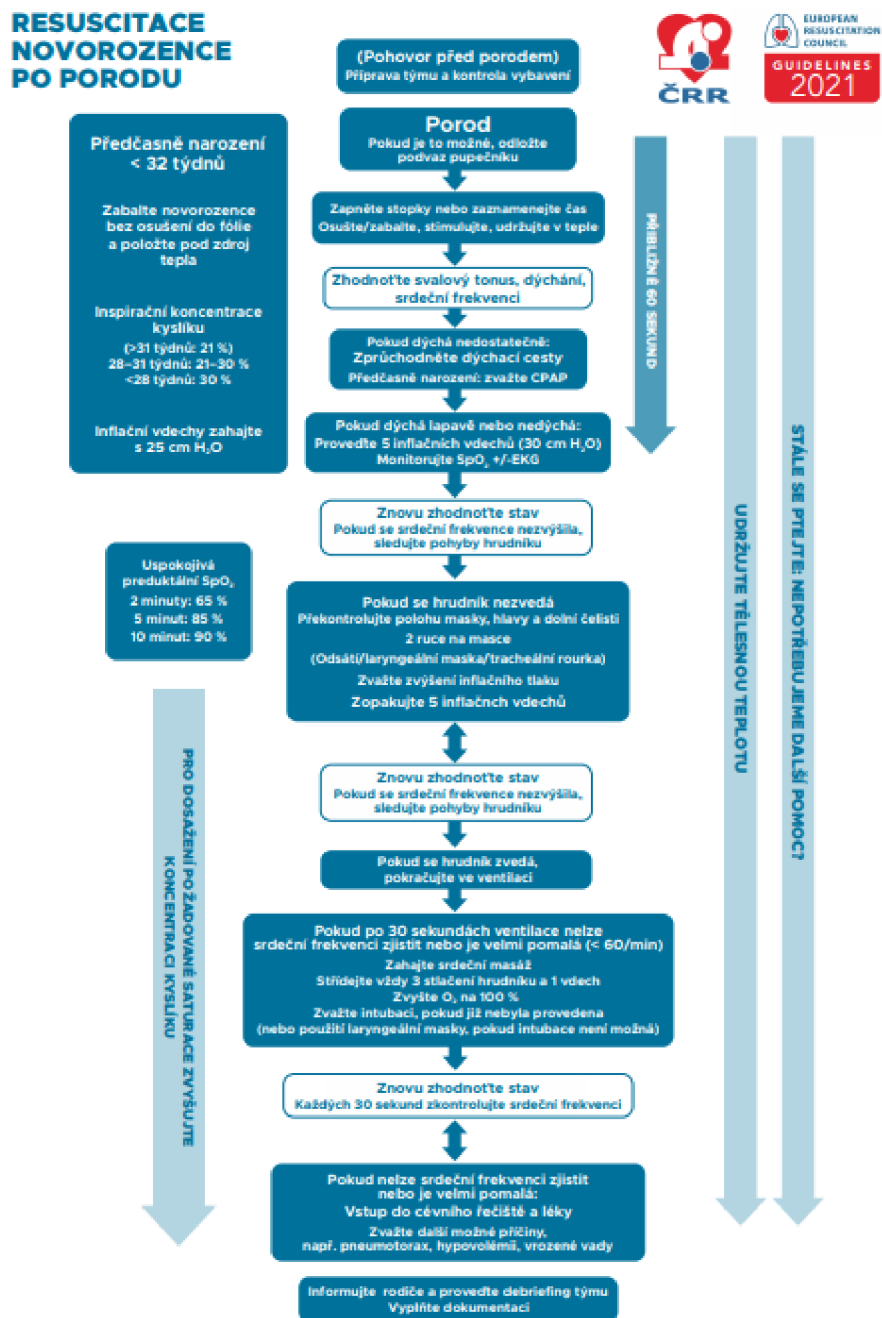 RESUSCITACE
NOVOROZENCE
PO PORODU
ČRR
EUROPEAN
RESUSCITATION
COUNCIL
GUIDELINES
2021
(Pohovor před porodem)
Příprava týmu a kontrola vybavení
Předčasně narození
< 32 týdnů
Zabalte novorozence
bez osušení do fólie
a položte pod zdroj
tepla
Inspirační koncentrace
kyslíku
(>31 týdnů: 21 %)
28–31 týdnů: 21–30 %
<28 týdnů: 30 %
Inflační vdechy zahajte
s 25 cm H₂O
Porod
Pokud je to možné, odložte
podvaz pupečníku
Zapněte stopky nebo zaznamenejte čas
Osušte/zabalte, stimulujte, udržujte v teple
Zhodnoťte svalový tonus, dýchání,
srdeční frekvenci
Pokud dýchá nedostatečně:
Zprůchodněte dýchací cesty
Předčasně narození: zvažte CPAP
Pokud dýchá lapavě nebo nedýchá:
Proveďte 5 inflačních vdechů (30 cm H₂O)
Monitorujte SpO₂ +/-EKG
PŘIBLIŽNĚ 60 SEKUND
Znovu zhodnoťte stav
Pokud se srdeční frekvence nezvýšila,
sledujte pohyby hrudníku
Uspokojivá
preduktální SpO₂
2 minuty: 65 %
5 minut: 85 %
10 minut: 90 %
Pokud se hrudník nezvedá
Překontrolujte polohu masky, hlavy a dolní čelisti
2 ruce na masce
(Odsátí/laryngeální maska/tracheální rourka)
Zvažte zvýšení inflačního tlaku
Zopakujte 5 inflačnch vdechů
Znovu zhodnoťte stav
Pokud se srdeční frekvence nezvýšila,
sledujte pohyby hrudníku
Pokud se hrudník zvedá,
pokračujte ve ventilaci
Pokud po 30 sekundách ventilace nelze
srdeční frekvenci zjistit nebo je velmi pomalá (< 60/min)
Zahajte srdeční masáž
Střídejte vždy 3 stlačení hrudníku a 1 vdech
Zvyšte O₂ na 100 %
Zvažte intubaci, pokud již nebyla provedena
(nebo použití laryngeální masky, pokud intubace není možná)
Znovu zhodnoťte stav
Každých 30 sekund zkontrolujte srdeční frekvenci
Pokud nelze srdeční frekvenci zjistit
nebo je velmi pomalá:
Vstup do cévního řečiště a léky
Zvažte další možné příčiny,
např. pneumotorax, hypovolémii, vrozené vady
Informujte rodiče a proveďte debriefing týmu
Vyplňte dokumentaci
PRO DOSAŽENÍ POŽADOVANÉ SATURACE ZVYŠUJTE
KONCENTRACI KYSLÍKU
UDRŽUJTE TĚLESNOU TEPLOTU
STÁLE SE PTEJTE: NEPOTŘEBUJEME DALŠÍ POMOC?